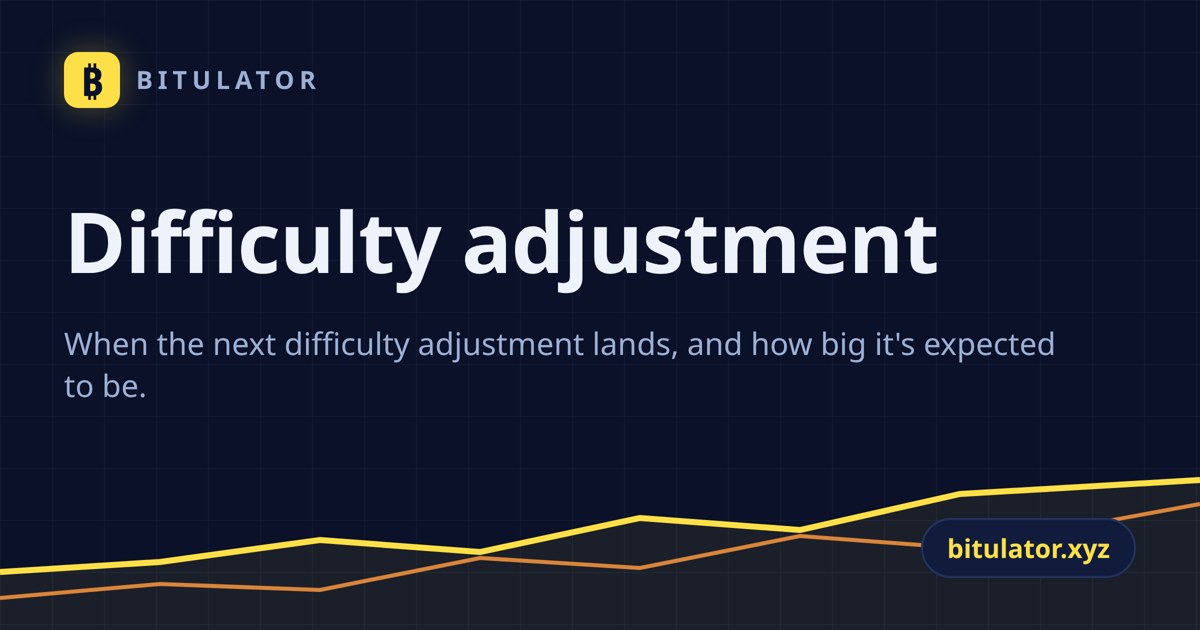 BITULATOR
Difficulty adjustment
When the next difficulty adjustment lands, and how big it's expected
to be.
bitulator.xyz